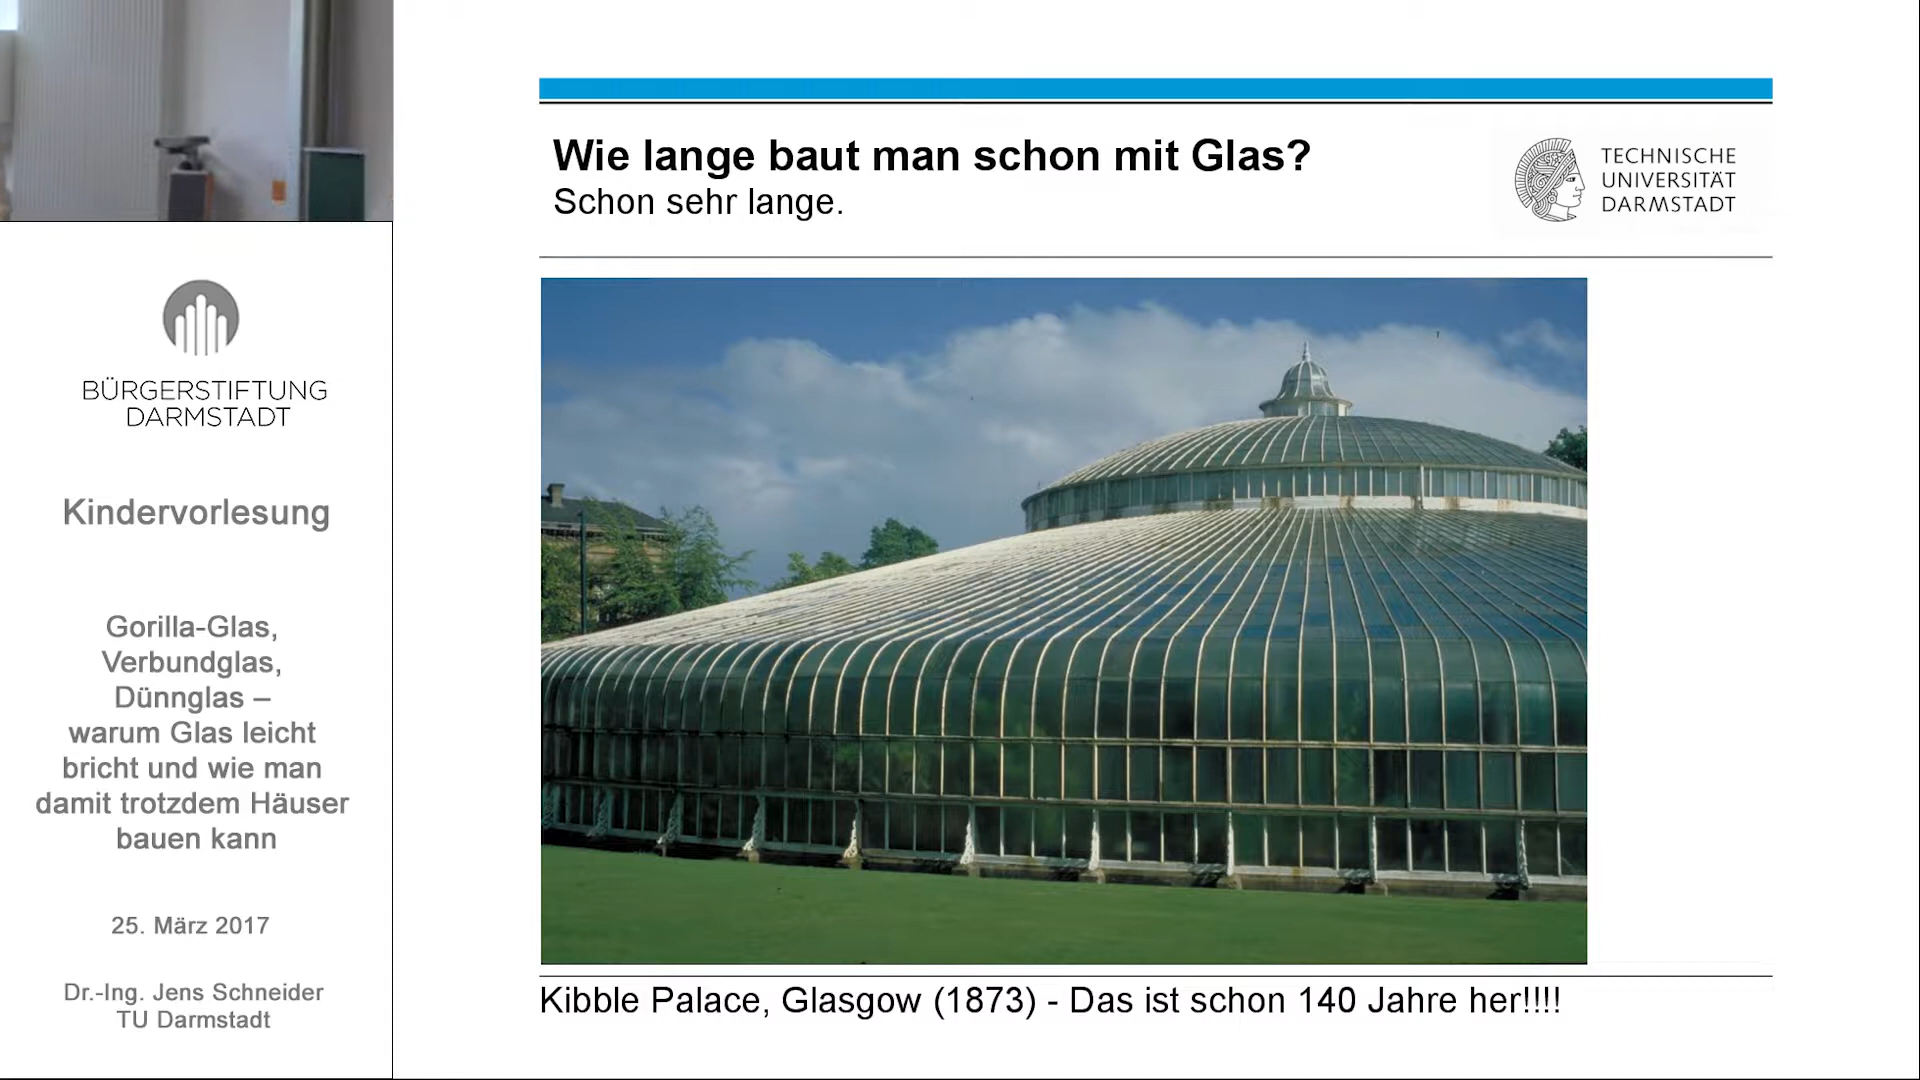 BÜRGERSTIFTUNG
DARMSTADT
Kindervorlesung
Gorilla-Glas,
Verbundglas,
Dünnglas –
warum Glas leicht
bricht und wie man
damit trotzdem Häuser
bauen kann
25. März 2017
Dr.-Ing. Jens Schneider
TU Darmstadt
Wie lange baut man schon mit Glas?
Schon sehr lange.
TECHNISCHE
UNIVERSITÄT
DARMSTADT
Kibble Palace, Glasgow (1873) - Das ist schon 140 Jahre her!!!!